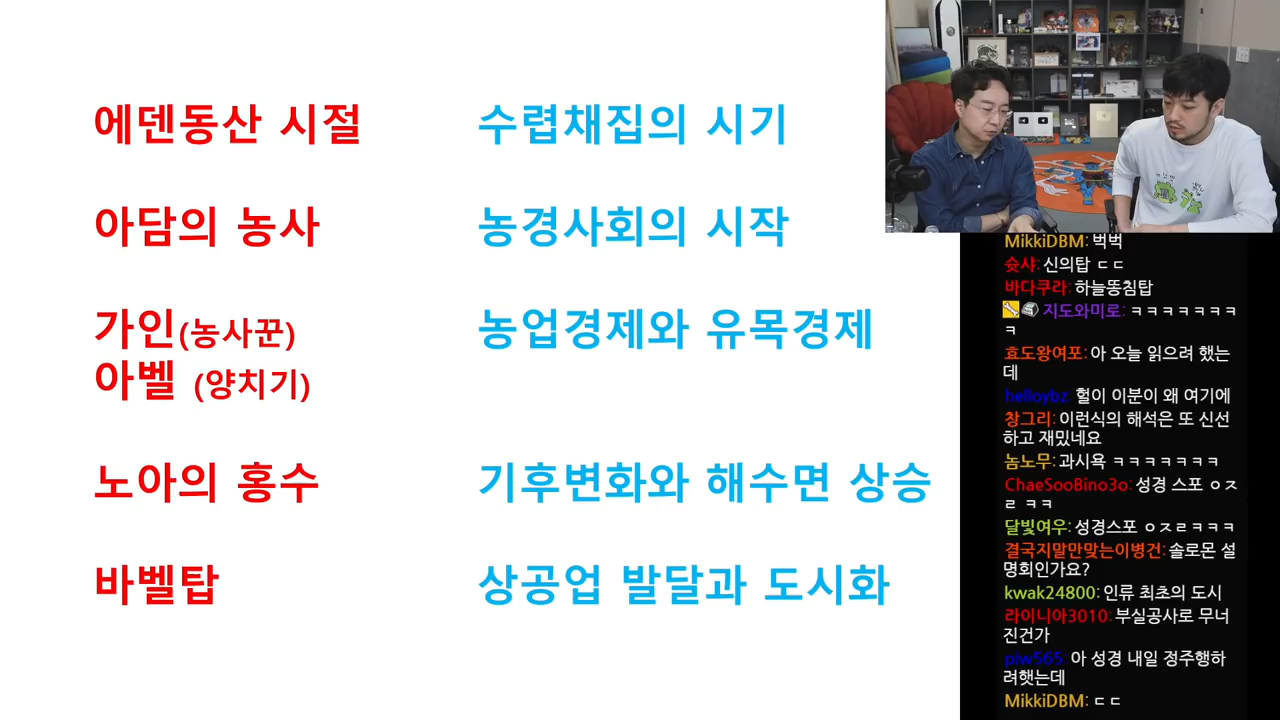 에덴동산 시절 수렵채집의 시기
아담의 농사 농경사회의 시작
가인(농사꾼) 농업경제와 유목경제
아벨 (양치기)
노아의 홍수 기후변화와 해수면 상승
바벨탑 상공업 발달과 도시화
MikkiDBM: 벅벅
슛샤: 신의탑 ㄷㄷ
바다쿠라: 하늘똥침탑
지도와미로: ㅋㅋㅋㅋㅋㅋㅋ
ㅋ
효도왕여포: 아 오늘 읽으려 했는
데
helloybz: 헐이 이분이 왜 여기에
창그리: 이런식의 해석은 또 신선
하고 재밌네요
놈노무: 과시욕 ㅋㅋㅋㅋㅋㅋㅋ
ChaeSooBino3o: 성경 스포 ㅇㅈ
ㄹ ㅋㅋ
달빛여우: 성경스포 ㅇㅈㄹㅋㅋㅋ
결국지말만맞는이병건: 솔로몬 설
명회인가요?
kwak24800: 인류 최초의 도시
라이니아3010: 부실공사로 무너
진건가
piw565: 아 성경 내일 정주행하
려햇는데
MikkiDBM: ㄷㄷ